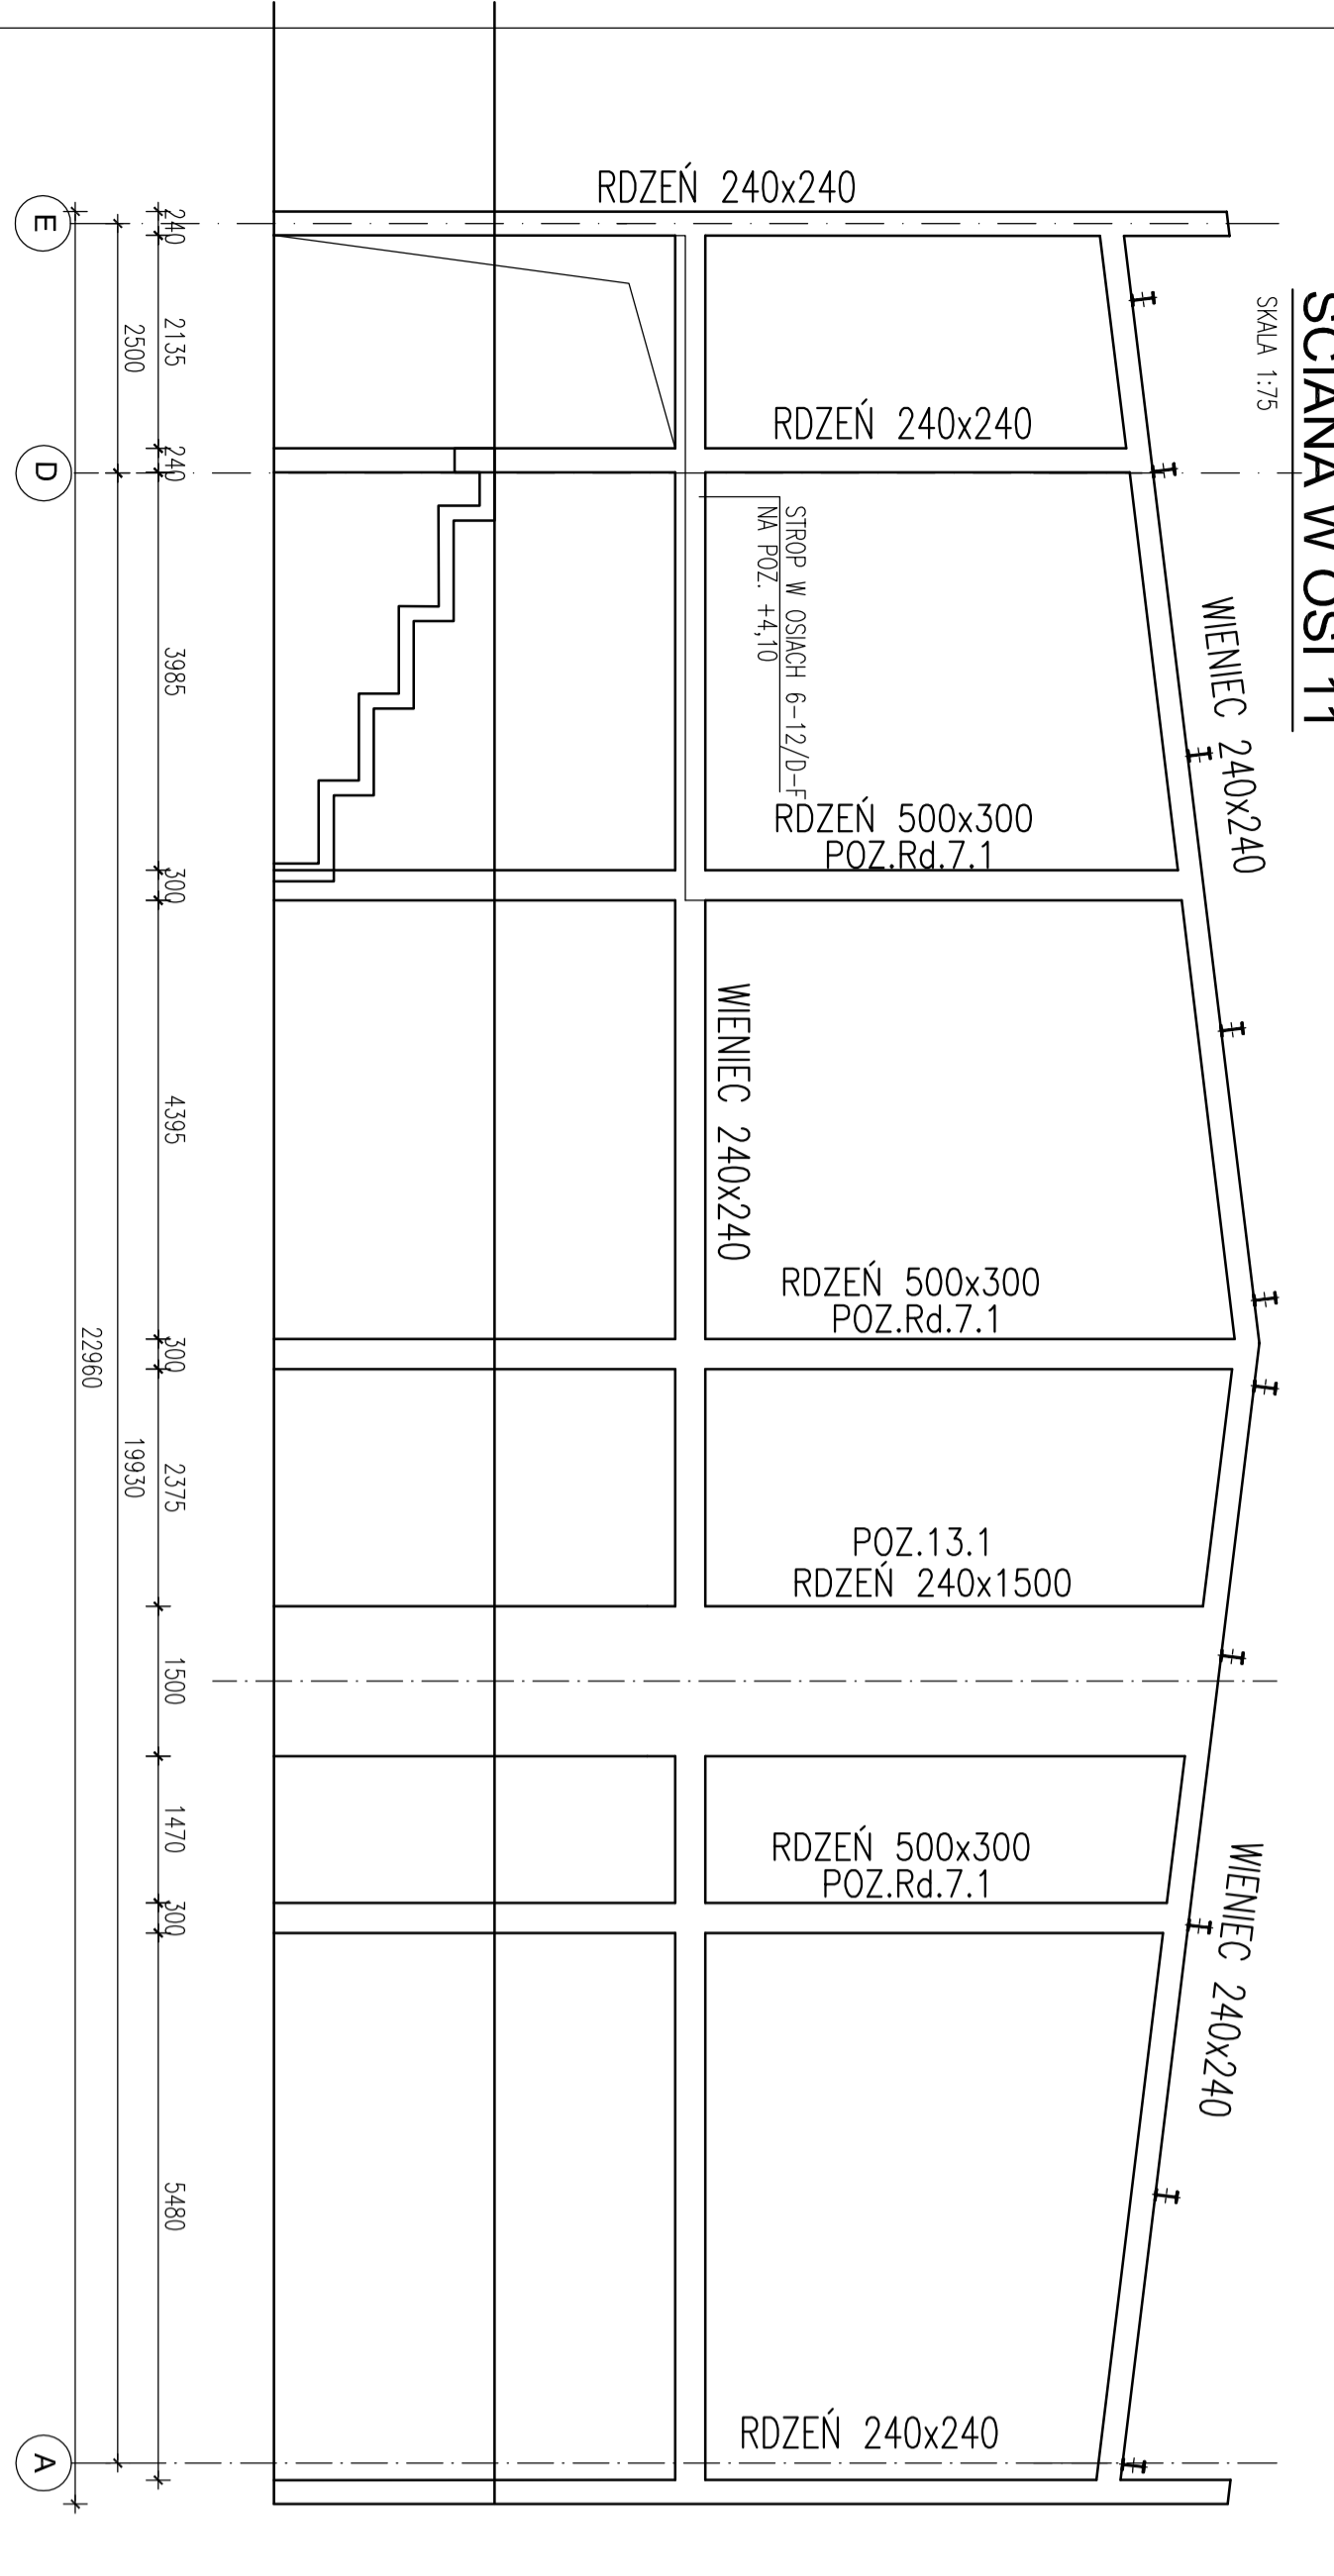 ŚCIANA W OSI 11
SKALA 1:75
WIENIEC 240x240
WIENIEC 240x240
RDZEŃ 240x240
RDZEŃ 240x240
STROP W OSIACH 6-12/D-F
NA POZ. +4,10
RDZEŃ 500x300
POZ.Rd.7.1
WIENIEC 240x240
RDZEŃ 500x300
POZ.Rd.7.1
POZ.13.1
RDZEŃ 240x1500
RDZEŃ 500x300
POZ.Rd.7.1
RDZEŃ 240x240
240
2135
240
3985
300
4395
300
2375
1500
1470
300
5480
2500
19930
22960
E
D
A